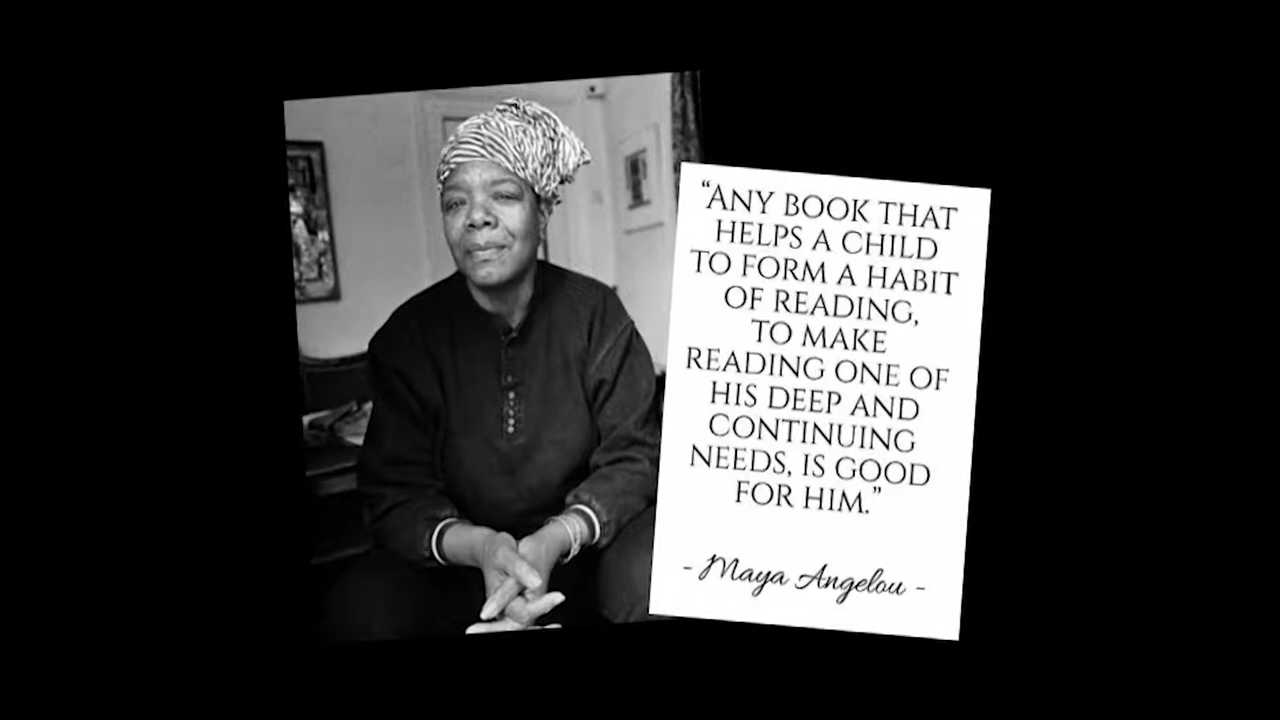 “ANY BOOK THAT
HELPS A CHILD
TO FORM A HABIT
OF READING,
TO MAKE
READING ONE OF
HIS DEEP AND
CONTINUING
NEEDS, IS GOOD
FOR HIM.”
- Maya Angelou -